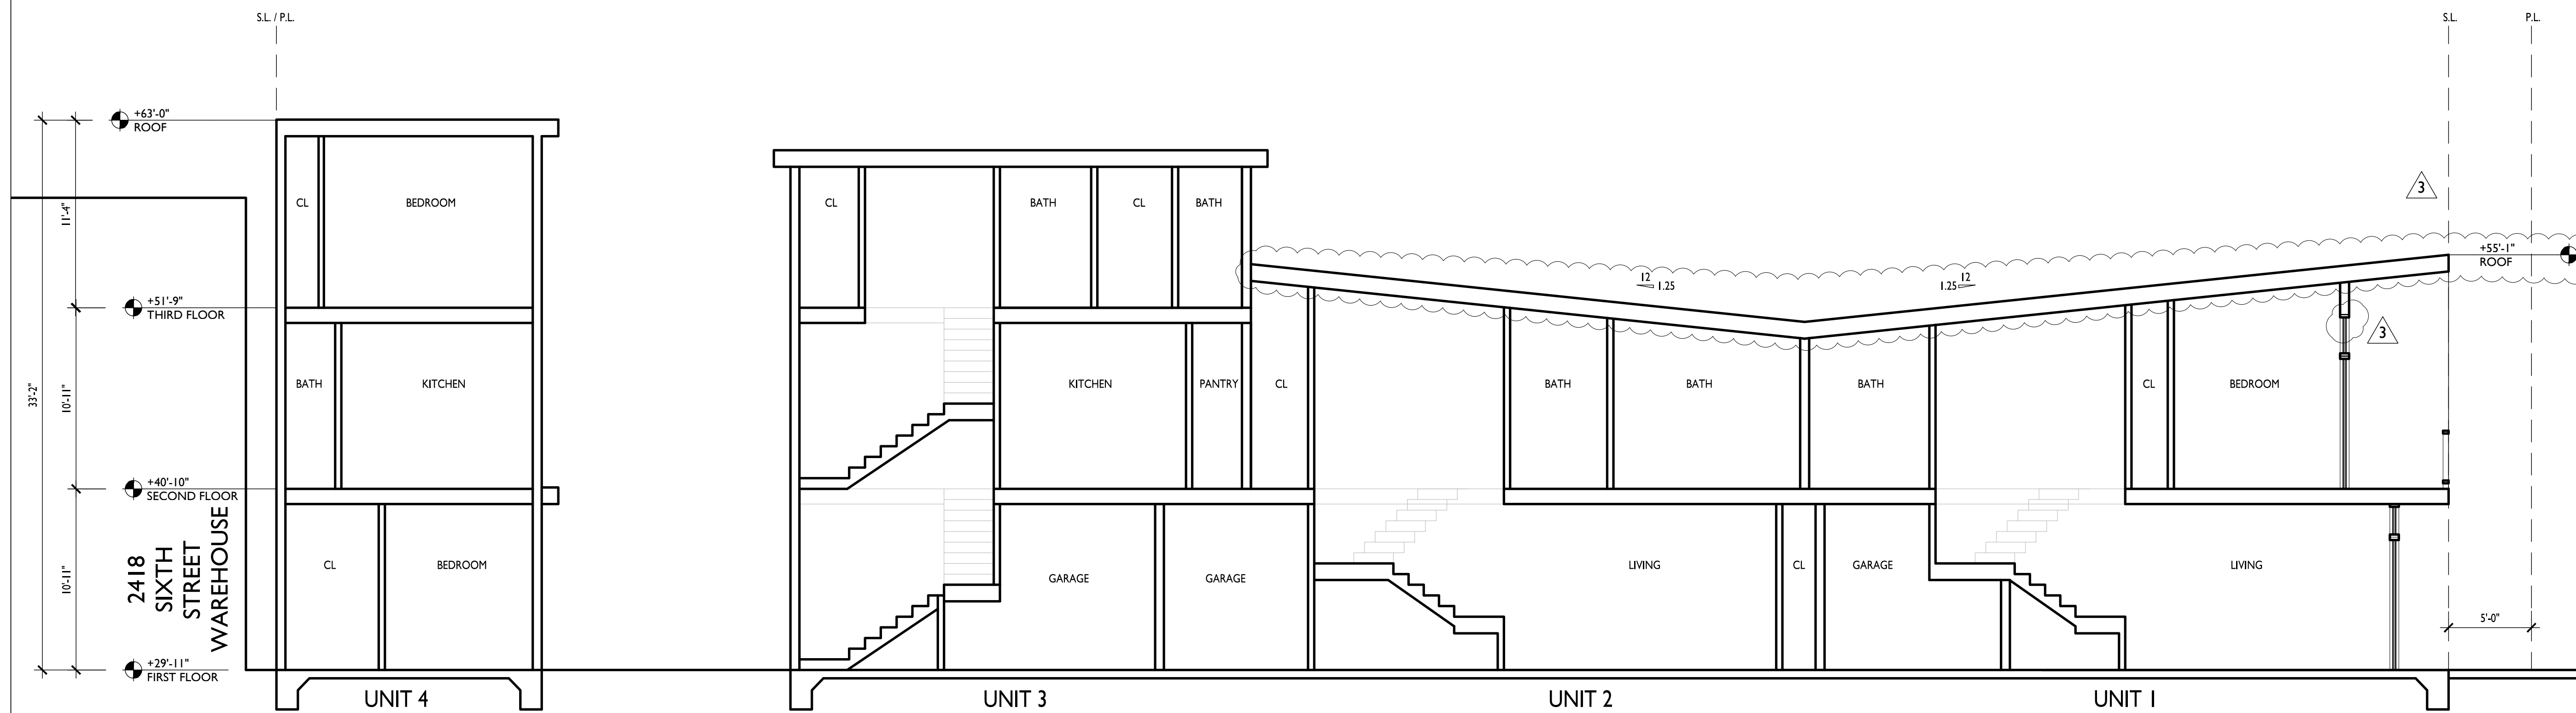 S.L. / P.L.
S.L.
P.L.
+63'-0"
ROOF
3
11'-4"
CL
BEDROOM
CL
BATH
CL
BATH
+55'-1"
ROOF
12
1.25
12
1.25
+51'-9"
THIRD FLOOR
3
33'-2"
10'-11"
BATH
KITCHEN
KITCHEN
PANTRY
CL
BATH
BATH
BATH
CL
BEDROOM
+40'-10"
SECOND FLOOR
10'-11"
2418
SIXTH
STREET
WAREHOUSE
CL
BEDROOM
GARAGE
GARAGE
LIVING
CL
GARAGE
LIVING
5'-0"
+29'-11"
FIRST FLOOR
UNIT 4
UNIT 3
UNIT 2
UNIT 1